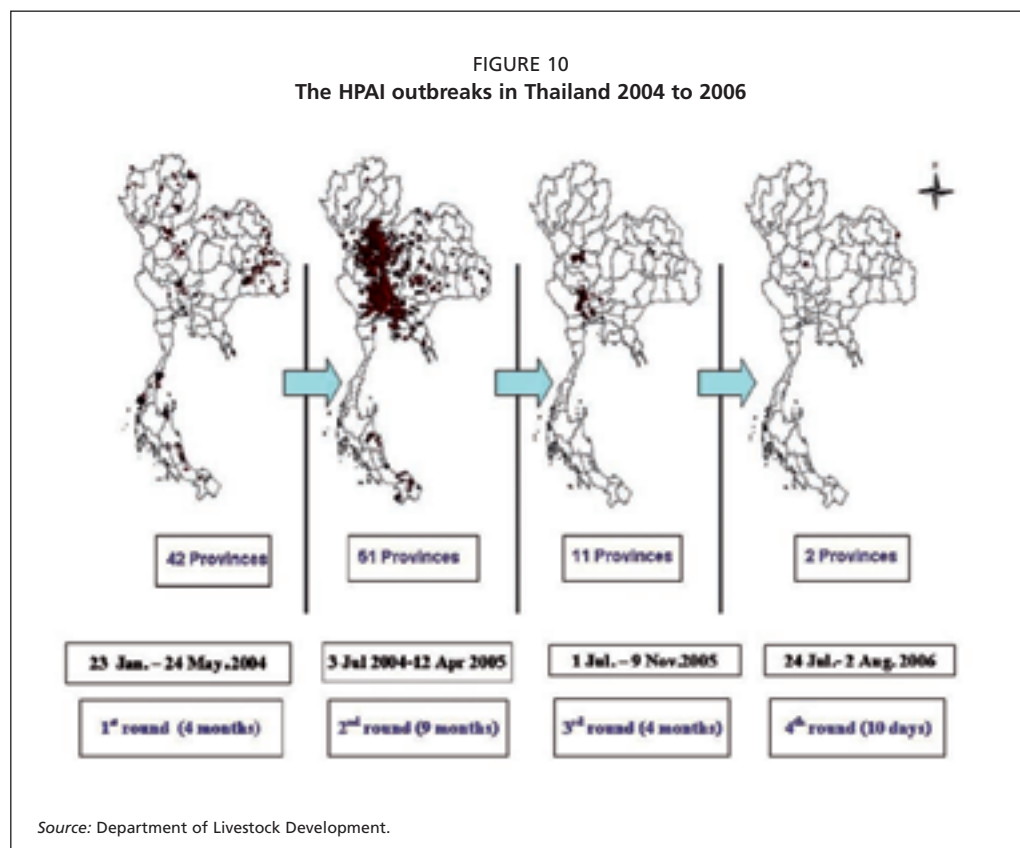 FIGURE 10
The HPAI outbreaks in Thailand 2004 to 2006
42 Provinces
51 Provinces
11 Provinces
2 Provinces
23 Jan. – 24 May.2004
3 Jul 2004-12 Apr 2005
1 Jul. – 9 Nov.2005
24 Jul.- 2 Aug. 2006
1st round (4 months)
2nd round (9 months)
3rd round (4 months)
4th round (10 days)
Source: Department of Livestock Development.